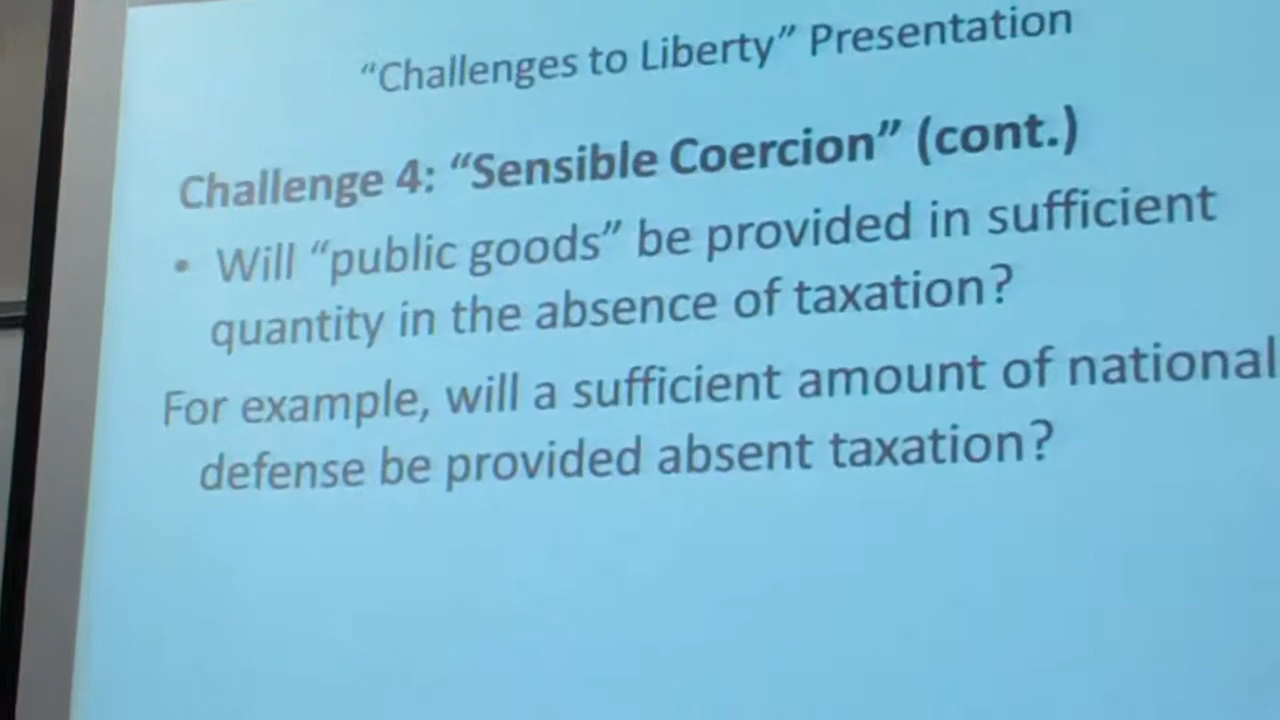 “Challenges to Liberty” Presentation
Challenge 4: “Sensible Coercion” (cont.)
• Will “public goods” be provided in sufficient
quantity in the absence of taxation?
For example, will a sufficient amount of national
defense be provided absent taxation?